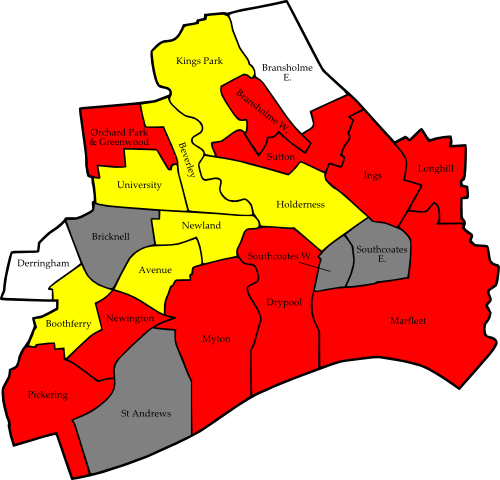 Kings Park
Bransholme
E.
Bransholme W.
Orchard Park
& Greenwood
Beverley
Sutton
Longhill
Ings
University
Holderness
Newland
Bricknell
Southcoates W.
Southcoates
E.
Derringham
Avenue
Drypool
Boothferry
Newington
Marfleet
Myton
Pickering
St Andrews